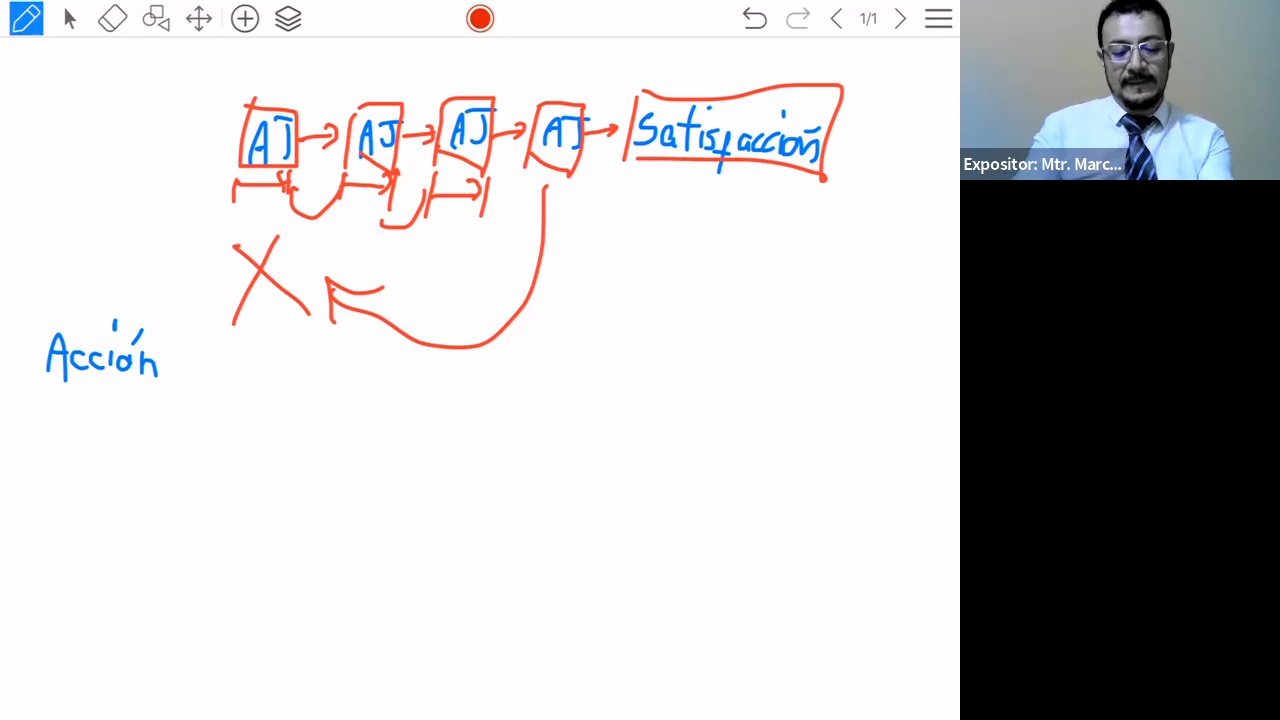 1/1
AJ AJ AJ AJ Satisfacción
Expositor: Mtr. Marc...
Acción